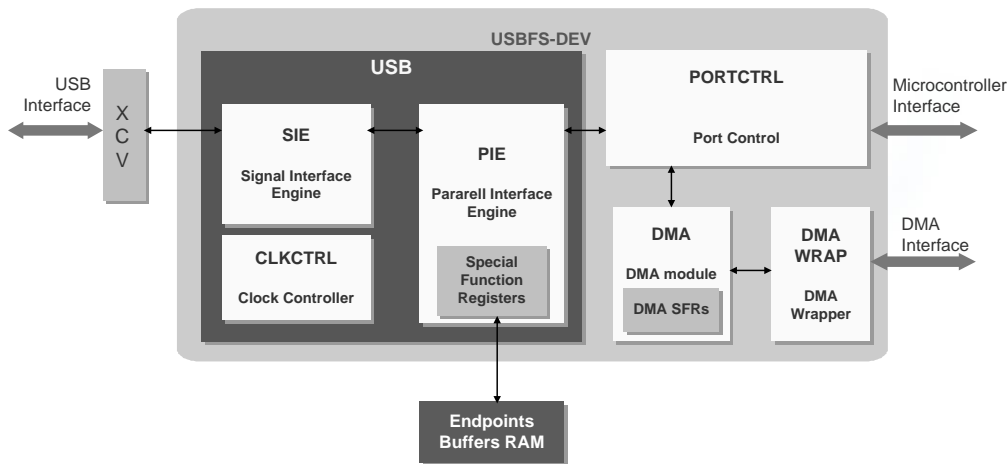 USBFS-DEV
USB
USB
Interface
X
C
V
SIE
Signal Interface
Engine
CLKCTRL
Clock Controller
PIE
Pararell Interface
Engine
Special
Function
Registers
PORTCTRL
Port Control
Microcontroller
Interface
DMA
DMA module
DMA SFRs
DMA
WRAP
DMA
Wrapper
DMA
Interface
Endpoints
Buffers RAM